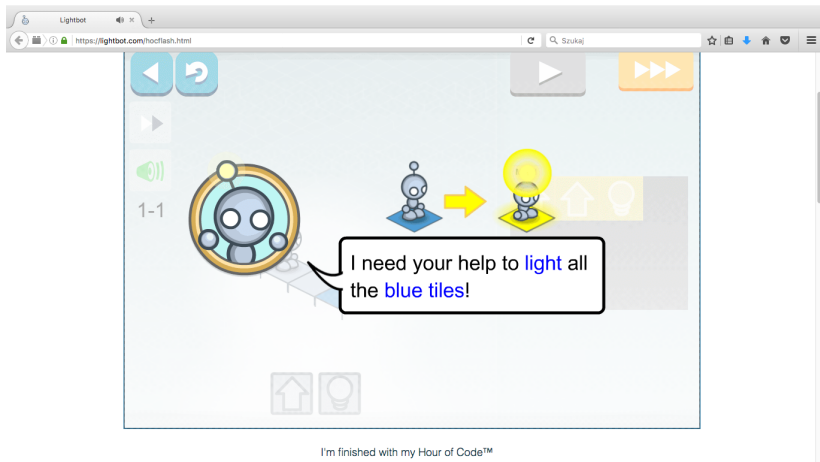 Lightbot
https://lightbot.com/hocflash.html
Szukaj
1-1
I need your help to light all
the blue tiles!
I'm finished with my Hour of Code™